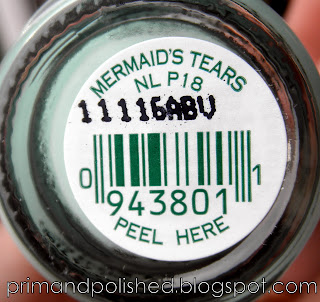 MERMAID'S TEARS
NL P18
11116ABV
0 943801 1
PEEL HERE
primandpolished.blogspot.com